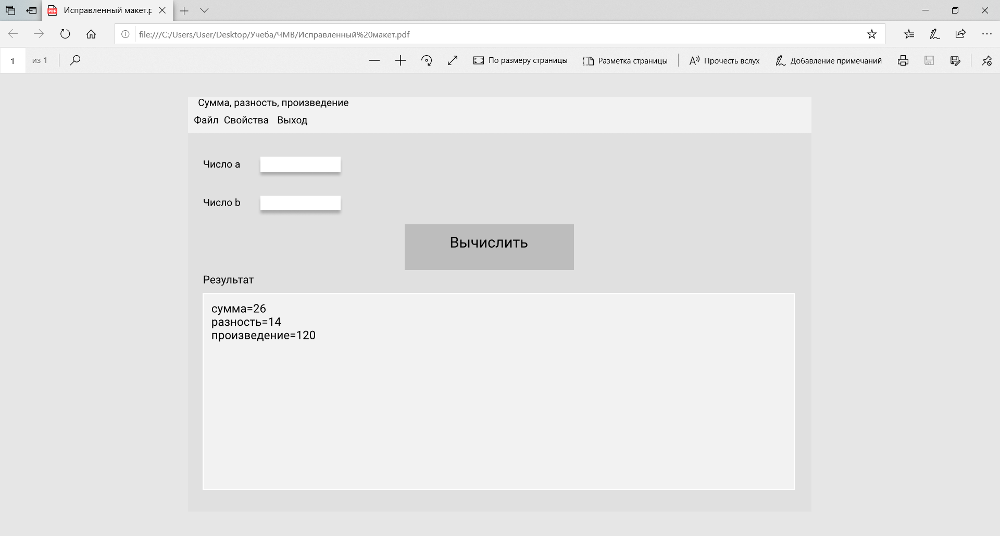 Исправленный макет.p
file:///C:/Users/User/Desktop/Учеба/ЧМВ/Исправленный%20макет.pdf
1 из 1 По размеру страницы Разметка страницы Прочесть вслух Добавление примечаний
Сумма, разность, произведение
Файл Свойства Выход
Число a
Число b
Вычислить
Результат
сумма=26
разность=14
произведение=120